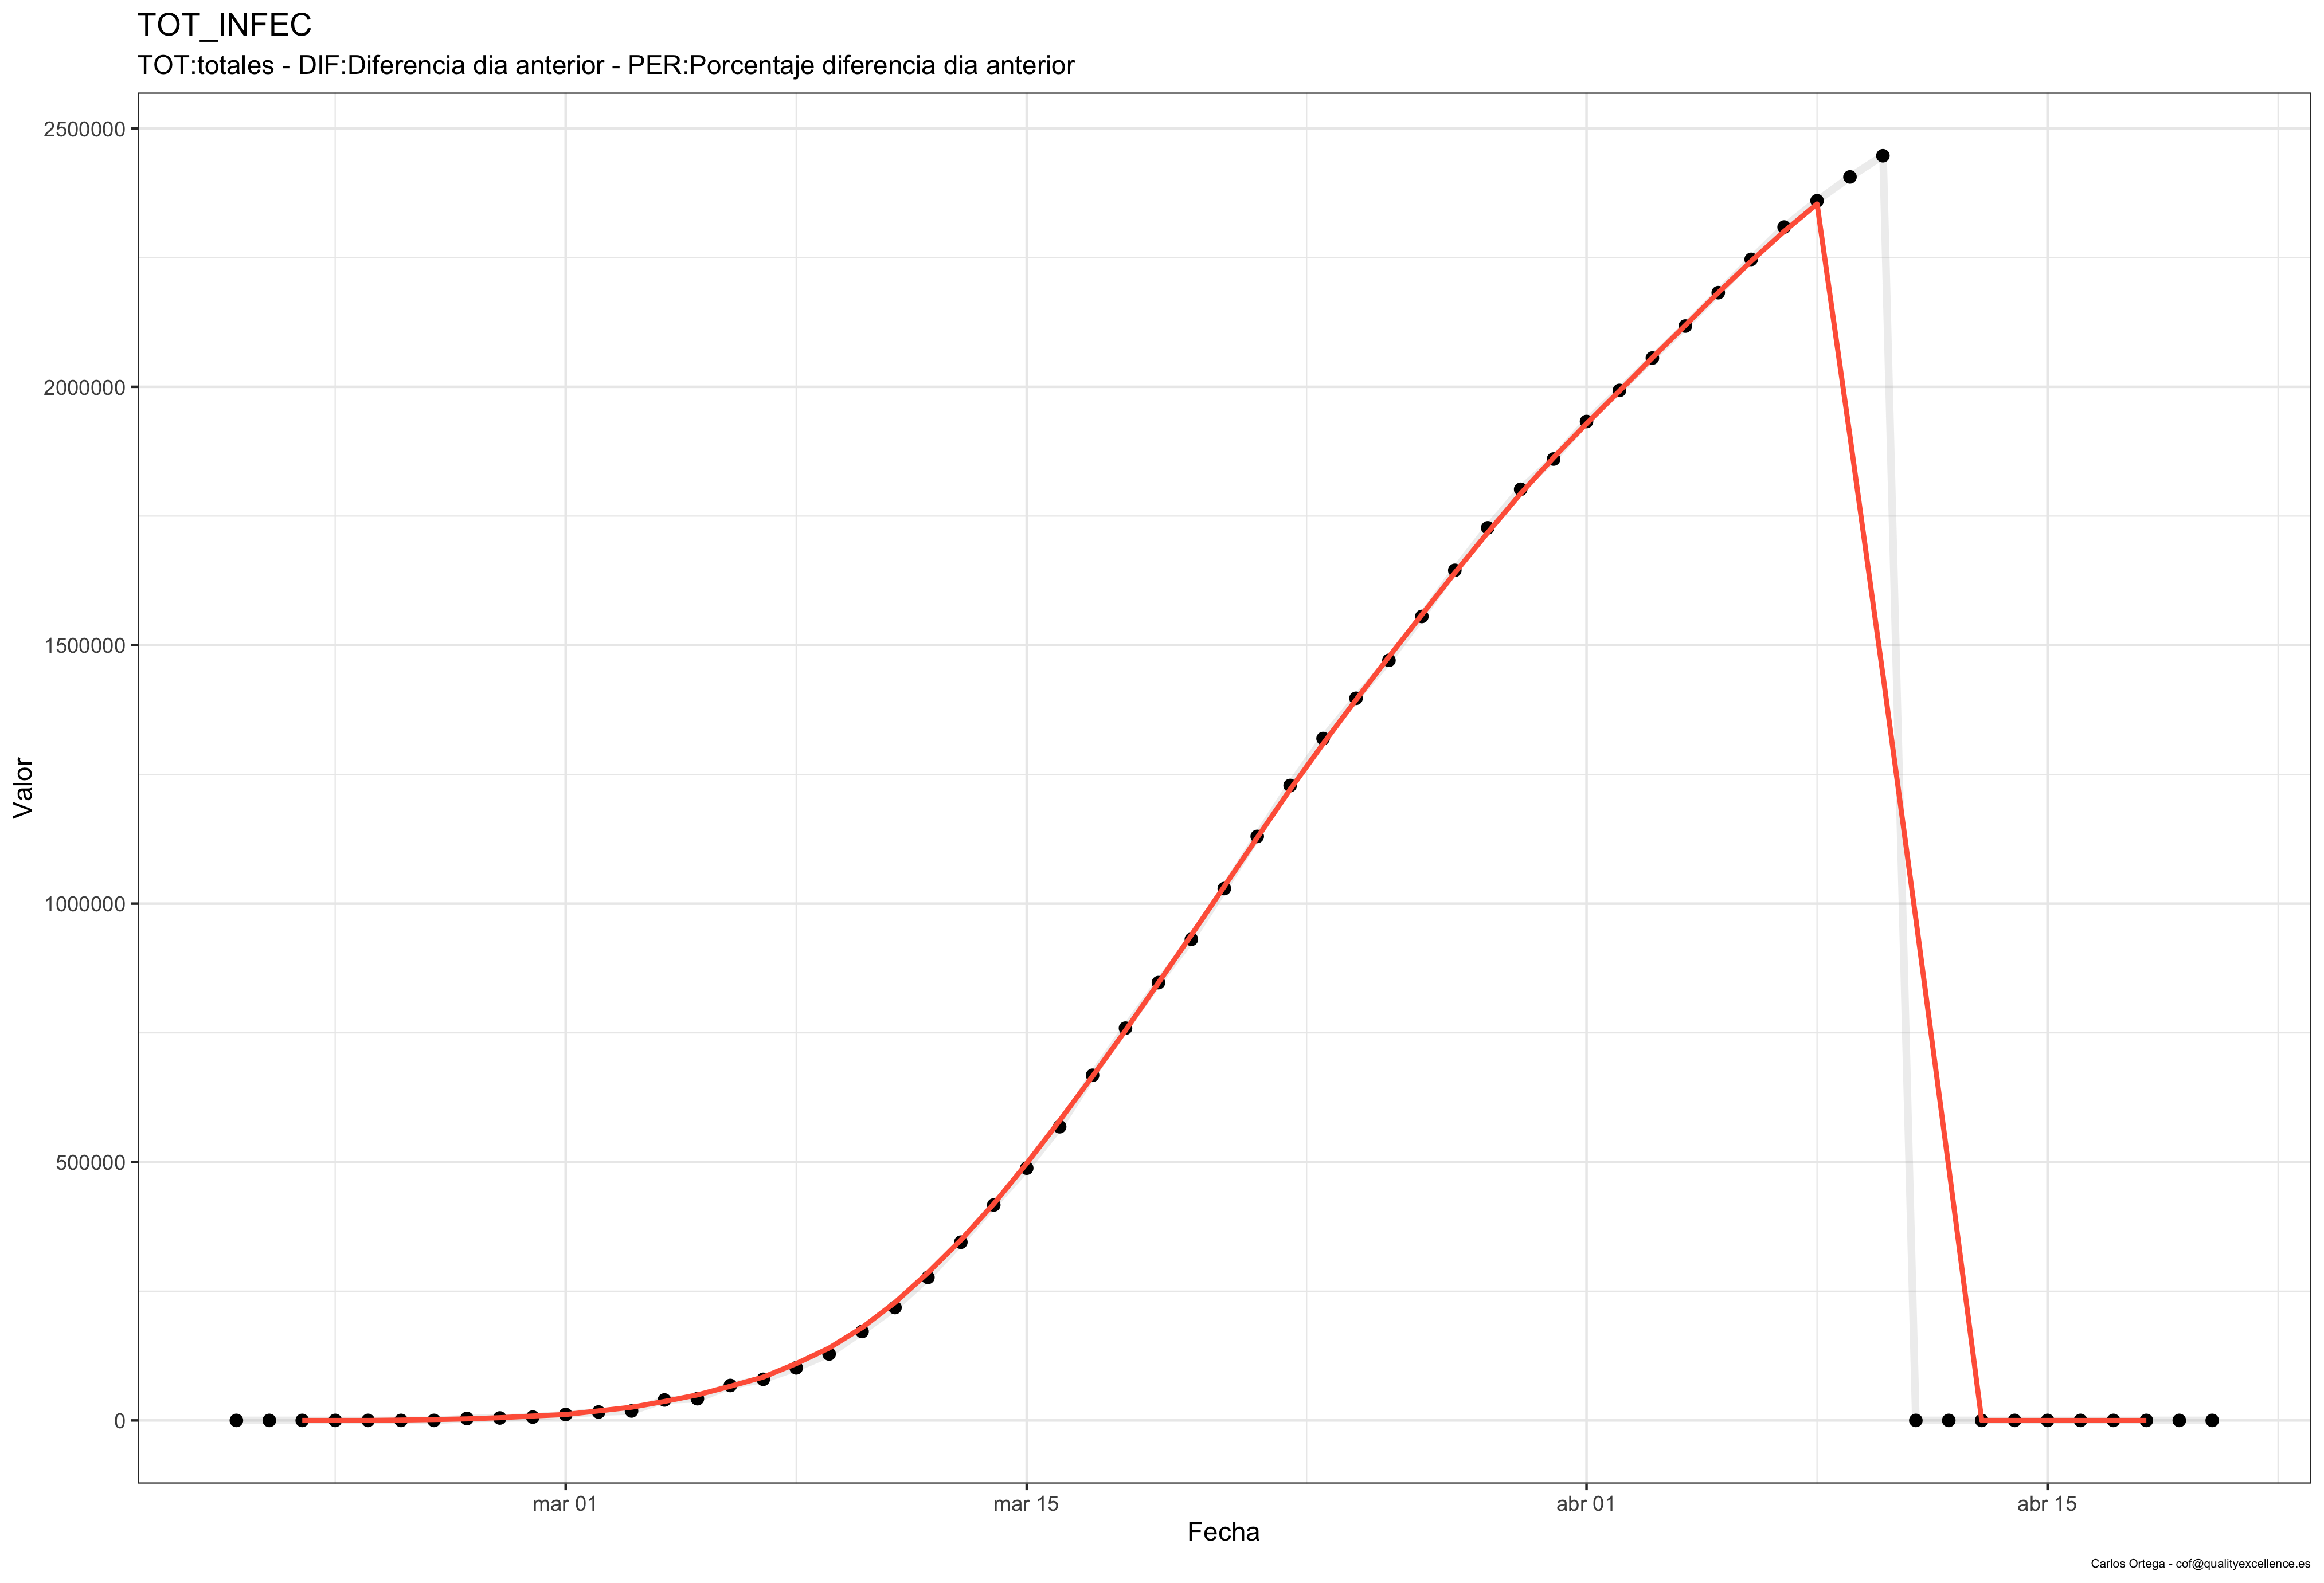 TOT_INFEC
TOT:totales - DIF:Diferencia dia anterior - PER:Porcentaje diferencia dia anterior
2500000
2000000
1500000
1000000
500000
0
Valor
mar 01
mar 15
abr 01
abr 15
Fecha
Carlos Ortega - cof@qualityexcellence.es